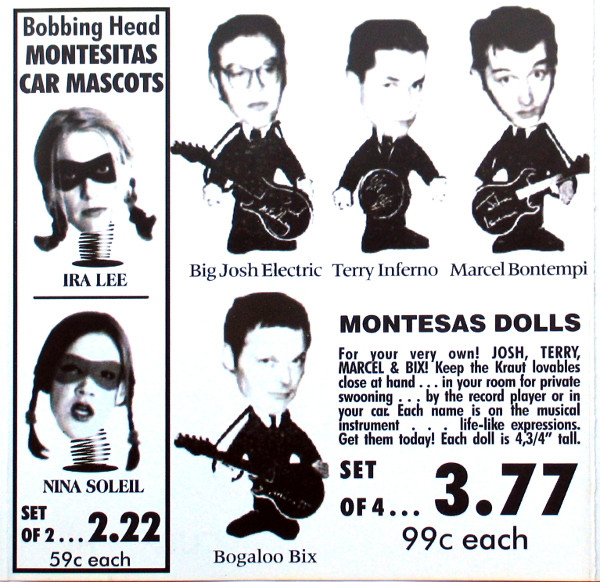 Bobbing Head
MONTESITAS
CAR MASCOTS
IRA LEE
NINA SOLEIL
SET
OF 2 . . . 2.22
59c each
Big Josh Electric
Terry Inferno
Marcel Bontempi
Bogaloo Bix
MONTESAS DOLLS
For your very own! JOSH, TERRY,
MARCEL & BIX! Keep the Kraut lovables
close at hand . . . in your room for private
swooning . . . by the record player or in
your car. Each name is on the musical
instrument . . . life-like expressions.
Get them today! Each doll is 4,3/4" tall.
SET
OF 4 . . . 3.77
99c each